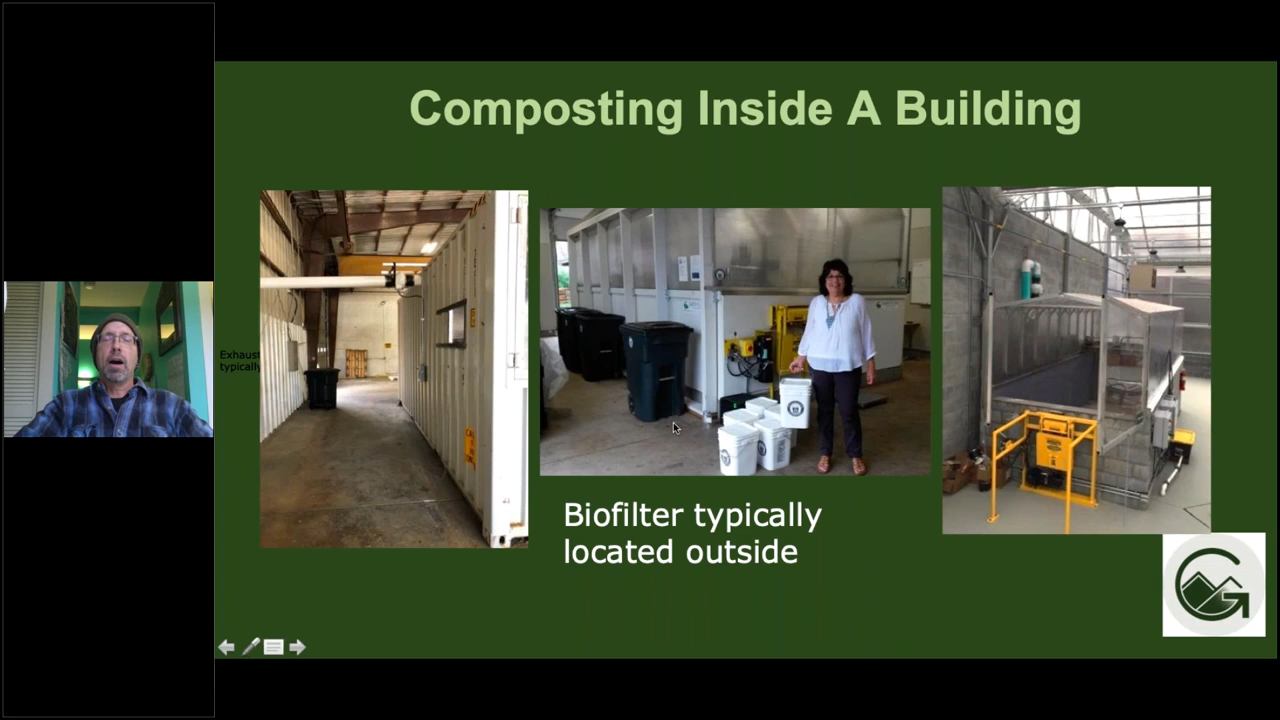 Composting Inside A Building
Exhaust
typically
Biofilter typically
located outside